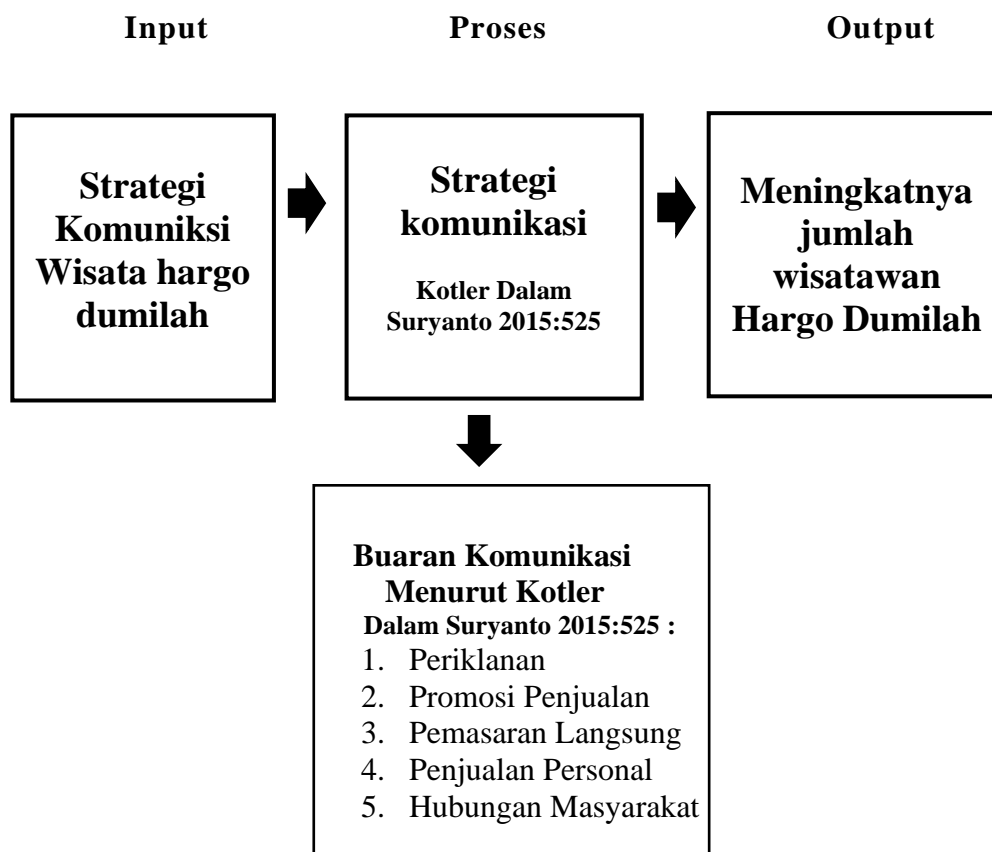 Input Proses Output
Strategi
Komuniksi
Wisata hargo
dumilah
Strategi
komunikasi
Kotler Dalam
Suryanto 2015:525
Meningkatnya
jumlah
wisatawan
Hargo Dumilah
Buaran Komunikasi
Menurut Kotler
Dalam Suryanto 2015:525 :
1. Periklanan
2. Promosi Penjualan
3. Pemasaran Langsung
4. Penjualan Personal
5. Hubungan Masyarakat